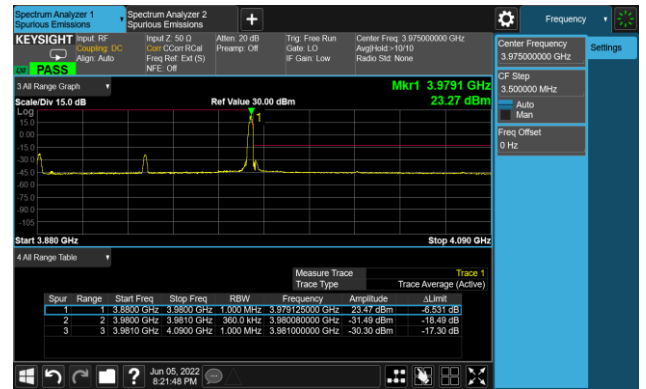 Spectrum Analyzer 1
Spurious Emissions
Spectrum Analyzer 2
Spurious Emissions
+
Frequency
KEYSIGHT
Input: RF
Coupling: DC
Align: Auto
Input Z: 50 Ω
Corr CCorr RCal
Freq Ref: Ext (S)
NFE: Off
Atten: 20 dB
Preamp: Off
Trig: Free Run
Gate: LO
IF Gain: Low
Center Freq: 3.975000000 GHz
Avg|Hold:>10/10
Radio Std: None
PASS
Center Frequency
3.975000000 GHz
Settings
CF Step
3.500000 MHz
Auto
Man
Freq Offset
0 Hz
3 All Range Graph
Mkr1 3.9791 GHz
23.27 dBm
Scale/Div 15.0 dB
Ref Value 30.00 dBm
Log
15.0
0.00
-15.0
-30.0
-45.0
-60.0
-75.0
-90.0
-105
1
Start 3.880 GHz
Stop 4.090 GHz
4 All Range Table
Measure Trace Trace 1
Trace Type Trace Average (Active)
Spur Range Start Freq Stop Freq RBW Frequency Amplitude ΔLimit
1 1 3.8800 GHz 3.9800 GHz 1.000 MHz 3.979125000 GHz 23.47 dBm -6.531 dB
2 2 3.9800 GHz 3.9810 GHz 360.0 kHz 3.980080000 GHz -31.49 dBm -18.49 dB
3 3 3.9810 GHz 4.0900 GHz 1.000 MHz 3.981000000 GHz -30.30 dBm -17.30 dB
?
Jun 05, 2022
8:21:48 PM